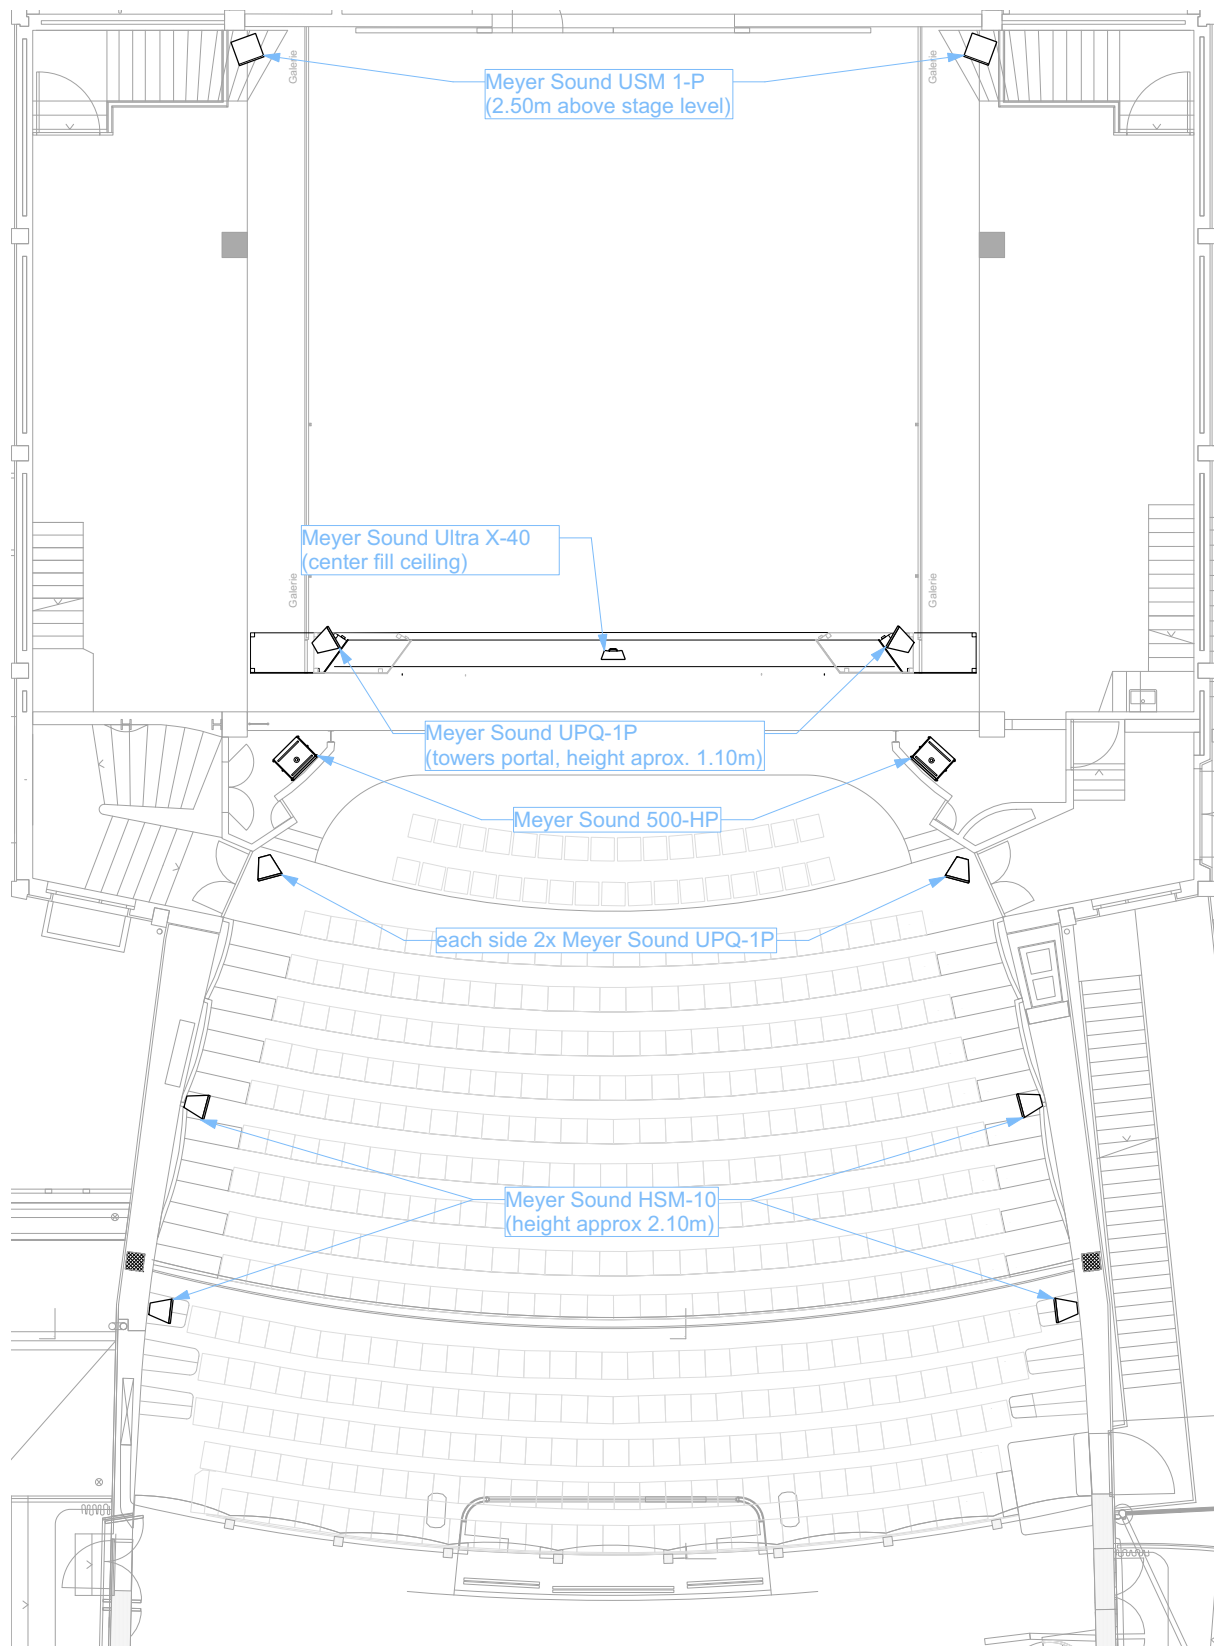 Galerie
Galerie
Meyer Sound USM 1-P
(2.50m above stage level)
Meyer Sound Ultra X-40
(center fill ceiling)
Galerie
Galerie
Meyer Sound UPQ-1P
(towers portal, height aprox. 1.10m)
Meyer Sound 500-HP
each side 2x Meyer Sound UPQ-1P
Meyer Sound HSM-10
(height approx 2.10m)